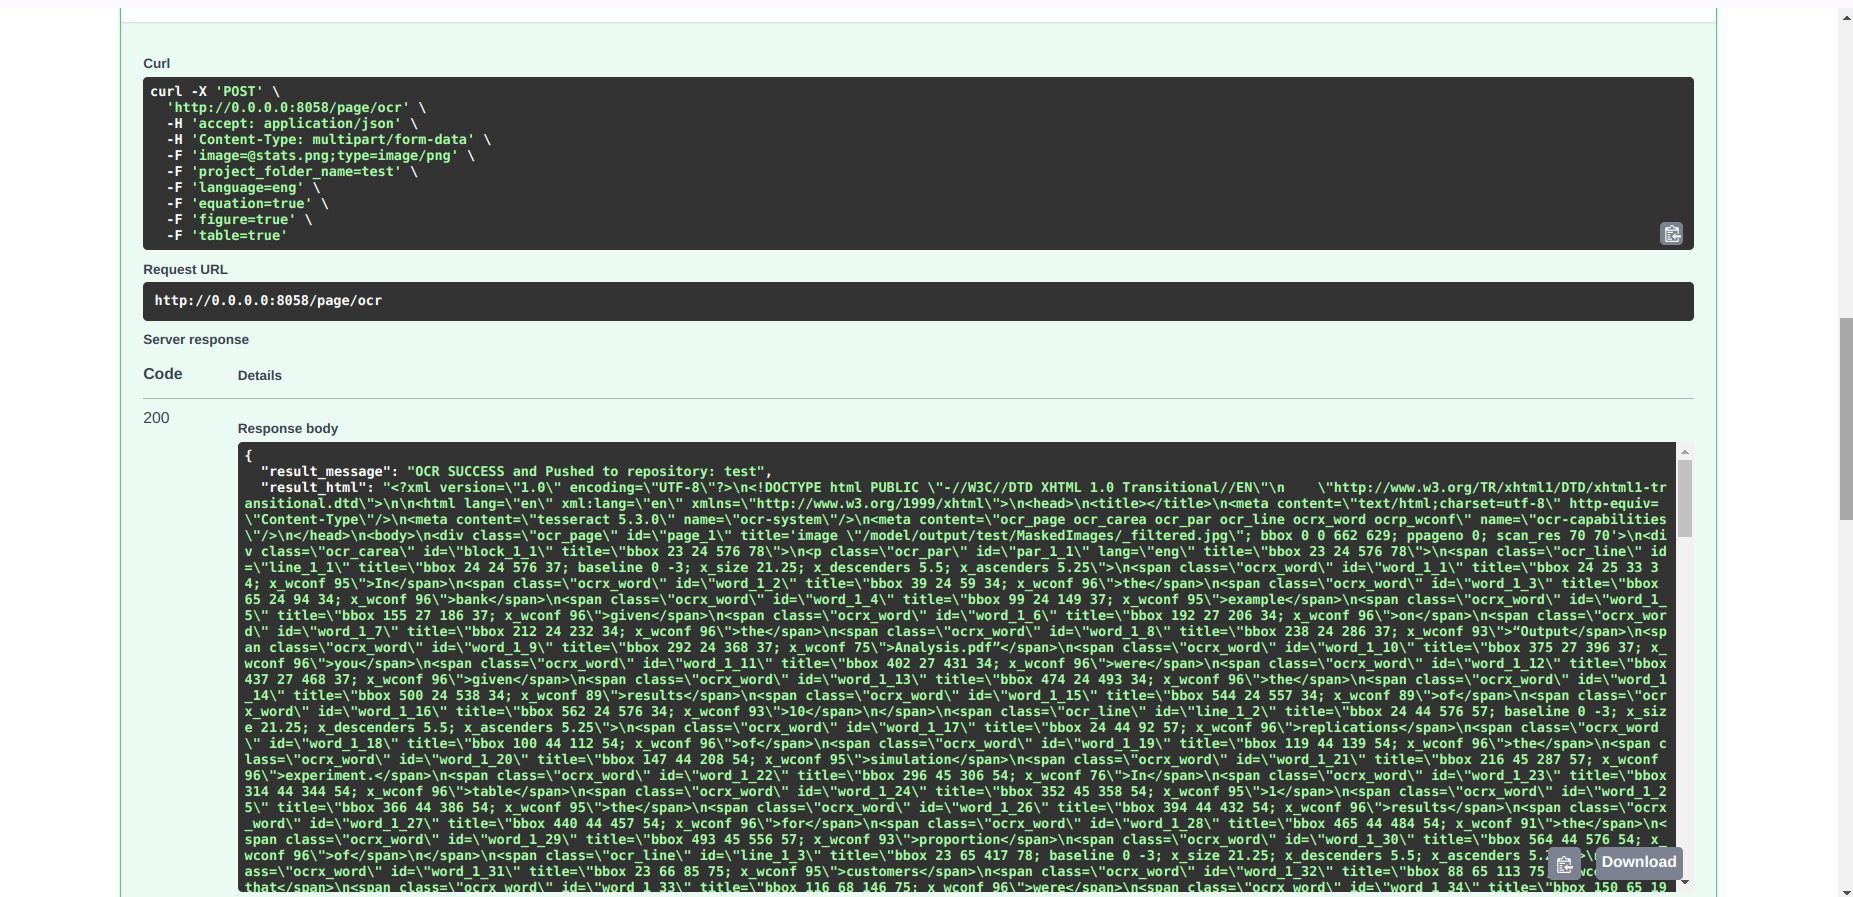 Curl
curl -X 'POST' \
  'http://0.0.0.0:8058/page/ocr' \
  -H 'accept: application/json' \
  -H 'Content-Type: multipart/form-data' \
  -F 'image=@stats.png;type=image/png' \
  -F 'project_folder_name=test' \
  -F 'language=eng' \
  -F 'equation=true' \
  -F 'figure=true' \
  -F 'table=true'
Request URL
http://0.0.0.0:8058/page/ocr
Server response
Code Details
200
Response body
{
  "result_message": "OCR SUCCESS and Pushed to repository: test",
  "result_html": "<?xml version=\"1.0\" encoding=\"UTF-8\"?>\n<!DOCTYPE html PUBLIC \"-//W3C//DTD XHTML 1.0 Transitional//EN\"\n    \"http://www.w3.org/TR/xhtml1/DTD/xhtml1-tr
ansitional.dtd\">\n\n<html lang=\"en\" xml:lang=\"en\" xmlns=\"http://www.w3.org/1999/xhtml\">\n<head>\n<title></title>\n<meta content=\"text/html;charset=utf-8\" http-equiv=
\"Content-Type\"/>\n<meta content=\"tesseract 5.3.0\" name=\"ocr-system\"/>\n<meta content=\"ocr_page ocr_carea ocr_par ocr_line ocrx_word ocrp_wconf\" name=\"ocr-capabilities
\"/>\n</head>\n<body>\n<div class=\"ocr_page\" id=\"page_1\" title='image \"/model/output/test/MaskedImages/_filtered.jpg\"; bbox 0 0 662 629; ppageno 0; scan_res 70 70'>\n<di
v class=\"ocr_carea\" id=\"block_1_1\" title=\"bbox 23 24 576 78\">\n<p class=\"ocr_par\" id=\"par_1_1\" lang=\"eng\" title=\"bbox 23 24 576 78\">\n<span class=\"ocr_line\" id
=\"line_1_1\" title=\"bbox 24 24 576 37; baseline 0 -3; x_size 21.25; x_descenders 5.5; x_ascenders 5.25\">\n<span class=\"ocrx_word\" id=\"word_1_1\" title=\"bbox 24 25 33 3
4; x_wconf 95\">In</span>\n<span class=\"ocrx_word\" id=\"word_1_2\" title=\"bbox 39 24 59 34; x_wconf 96\">the</span>\n<span class=\"ocrx_word\" id=\"word_1_3\" title=\"bbox
65 24 94 34; x_wconf 96\">bank</span>\n<span class=\"ocrx_word\" id=\"word_1_4\" title=\"bbox 99 24 149 37; x_wconf 95\">example</span>\n<span class=\"ocrx_word\" id=\"word_1_
5\" title=\"bbox 155 27 186 37; x_wconf 96\">given</span>\n<span class=\"ocrx_word\" id=\"word_1_6\" title=\"bbox 192 27 206 34; x_wconf 96\">on</span>\n<span class=\"ocrx_wor
d\" id=\"word_1_7\" title=\"bbox 212 24 232 34; x_wconf 96\">the</span>\n<span class=\"ocrx_word\" id=\"word_1_8\" title=\"bbox 238 24 286 37; x_wconf 93\">“Output</span>\n<sp
an class=\"ocrx_word\" id=\"word_1_9\" title=\"bbox 292 24 368 37; x_wconf 75\">Analysis.pdf”</span>\n<span class=\"ocrx_word\" id=\"word_1_10\" title=\"bbox 375 27 396 37; x_
wconf 96\">you</span>\n<span class=\"ocrx_word\" id=\"word_1_11\" title=\"bbox 402 27 431 34; x_wconf 96\">were</span>\n<span class=\"ocrx_word\" id=\"word_1_12\" title=\"bbox
437 27 468 37; x_wconf 96\">given</span>\n<span class=\"ocrx_word\" id=\"word_1_13\" title=\"bbox 474 24 493 34; x_wconf 96\">the</span>\n<span class=\"ocrx_word\" id=\"word_1
_14\" title=\"bbox 500 24 538 34; x_wconf 89\">results</span>\n<span class=\"ocrx_word\" id=\"word_1_15\" title=\"bbox 544 24 557 34; x_wconf 89\">of</span>\n<span class=\"ocr
x_word\" id=\"word_1_16\" title=\"bbox 562 24 576 34; x_wconf 93\">10</span>\n</span>\n<span class=\"ocr_line\" id=\"line_1_2\" title=\"bbox 24 44 576 57; baseline 0 -3; x_siz
e 21.25; x_descenders 5.5; x_ascenders 5.25\">\n<span class=\"ocrx_word\" id=\"word_1_17\" title=\"bbox 24 44 92 57; x_wconf 96\">replications</span>\n<span class=\"ocrx_word
\" id=\"word_1_18\" title=\"bbox 100 44 112 54; x_wconf 96\">of</span>\n<span class=\"ocrx_word\" id=\"word_1_19\" title=\"bbox 119 44 139 54; x_wconf 96\">the</span>\n<span c
lass=\"ocrx_word\" id=\"word_1_20\" title=\"bbox 147 44 208 54; x_wconf 95\">simulation</span>\n<span class=\"ocrx_word\" id=\"word_1_21\" title=\"bbox 216 45 287 57; x_wconf
96\">experiment.</span>\n<span class=\"ocrx_word\" id=\"word_1_22\" title=\"bbox 296 45 306 54; x_wconf 76\">In</span>\n<span class=\"ocrx_word\" id=\"word_1_23\" title=\"bbox
314 44 344 54; x_wconf 96\">table</span>\n<span class=\"ocrx_word\" id=\"word_1_24\" title=\"bbox 352 45 358 54; x_wconf 95\">1</span>\n<span class=\"ocrx_word\" id=\"word_1_2
5\" title=\"bbox 366 44 386 54; x_wconf 95\">the</span>\n<span class=\"ocrx_word\" id=\"word_1_26\" title=\"bbox 394 44 432 54; x_wconf 96\">results</span>\n<span class=\"ocrx
_word\" id=\"word_1_27\" title=\"bbox 440 44 457 54; x_wconf 96\">for</span>\n<span class=\"ocrx_word\" id=\"word_1_28\" title=\"bbox 465 44 484 54; x_wconf 91\">the</span>\n<
span class=\"ocrx_word\" id=\"word_1_29\" title=\"bbox 493 45 556 57; x_wconf 93\">proportion</span>\n<span class=\"ocrx_word\" id=\"word_1_30\" title=\"bbox 564 44 576 54; x_
wconf 96\">of</span>\n</span>\n<span class=\"ocr_line\" id=\"line_1_3\" title=\"bbox 23 65 417 78; baseline 0 -3; x_size 21.25; x_descenders 5.5; x_ascenders 5.2
ass=\"ocrx_word\" id=\"word_1_31\" title=\"bbox 23 66 85 75; x_wconf 95\">customers</span>\n<span class=\"ocrx_word\" id=\"word_1_32\" title=\"bbox 88 65 113 75
Download
that</span>\n<span class=\"ocrx_word\" id=\"word_1_33\" title=\"bbox 116 68 146 75; x_wconf 96\">were</span>\n<span class=\"ocrx_word\" id=\"word_1_34\" title=\"bbox 150 65 19